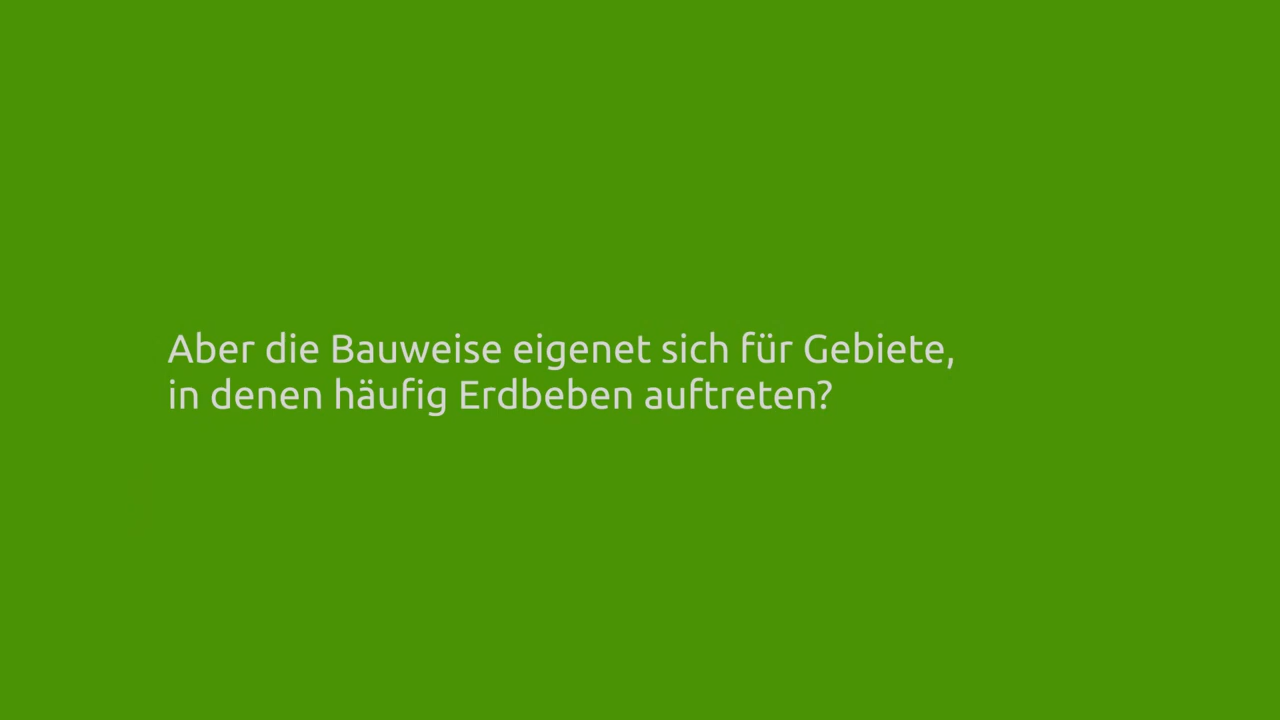 Aber die Bauweise eigenet sich für Gebiete,
in denen häufig Erdbeben auftreten?